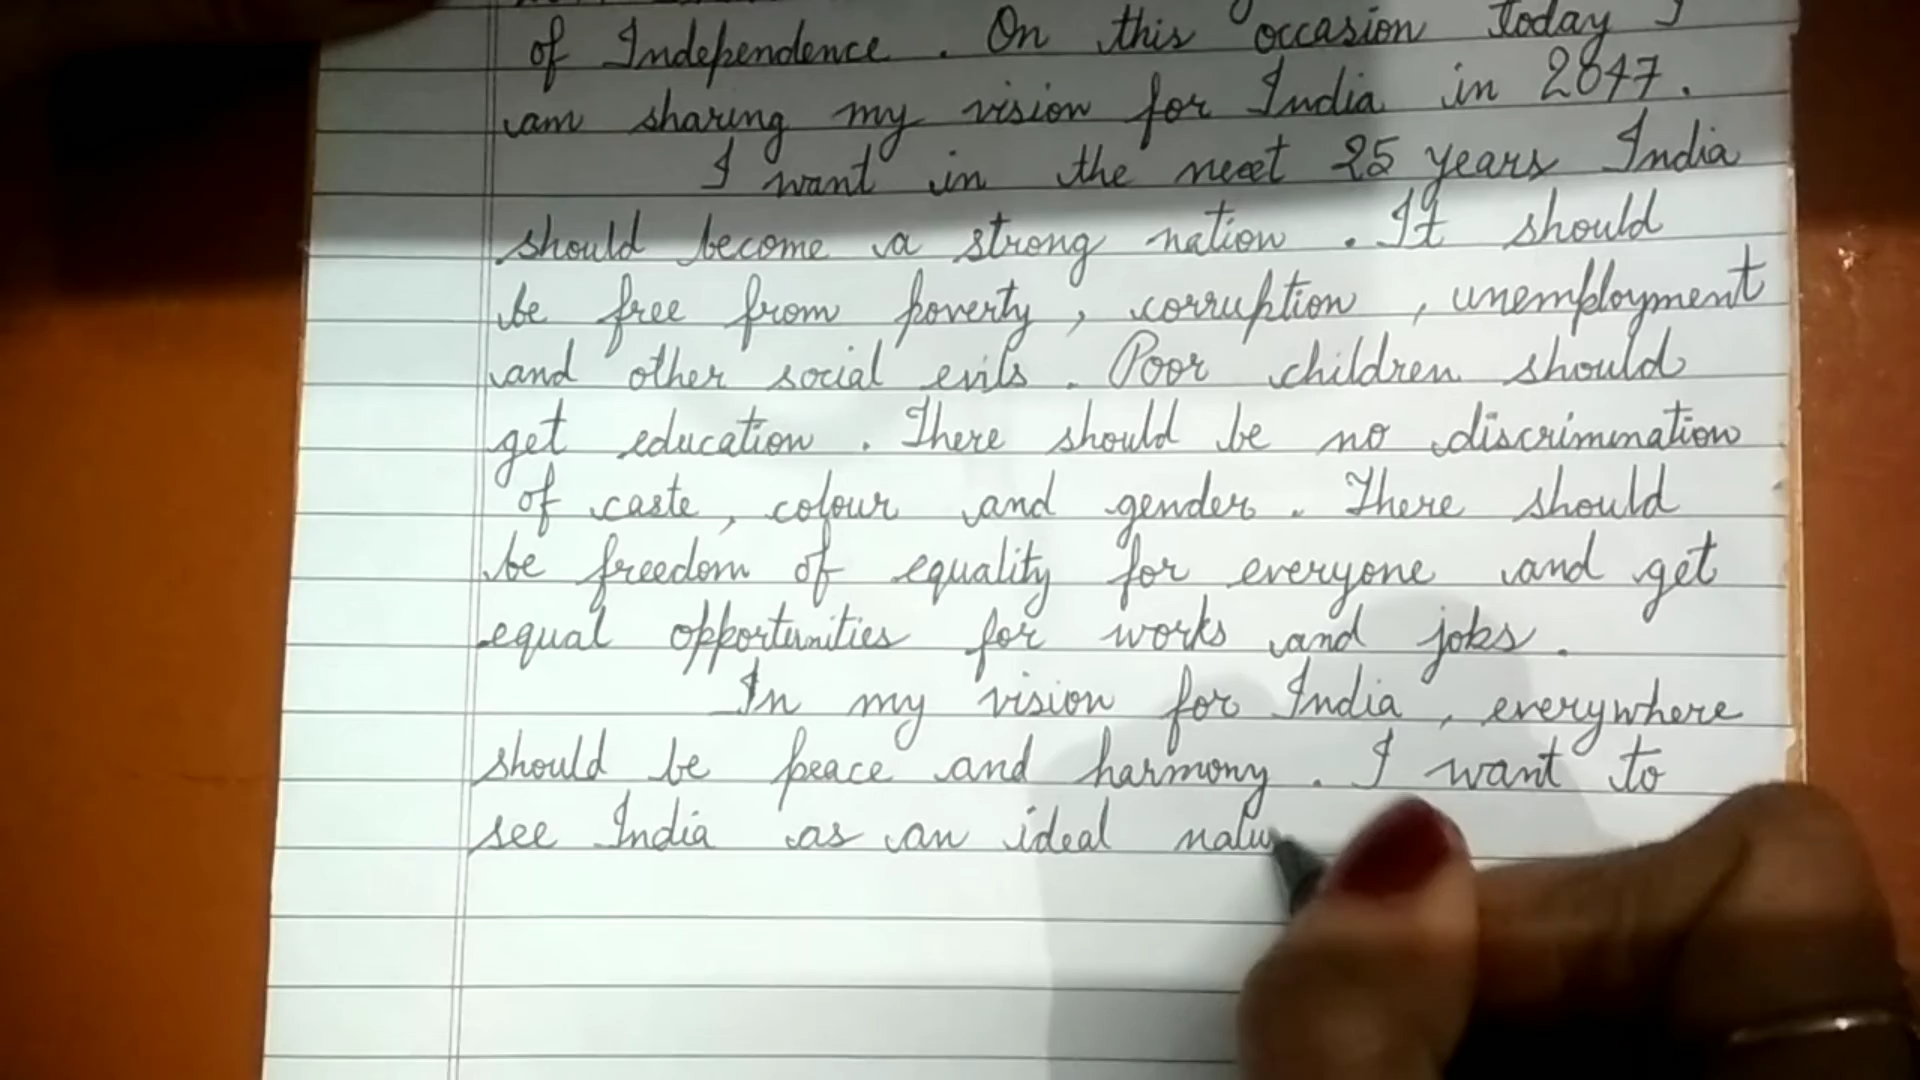 of Independence. On this occasion today I
am sharing my vision for India in 2047.
I want in the next 25 years India
should become a strong nation. It should
be free from poverty, corruption, unemployment
and other social evils. Poor children should
get education. There should be no discrimination
of caste, colour and gender. There should
be freedom of equality for everyone and get
equal opportunities for works and jobs.
In my vision for India, everywhere
should be peace and harmony. I want to
see India as an ideal